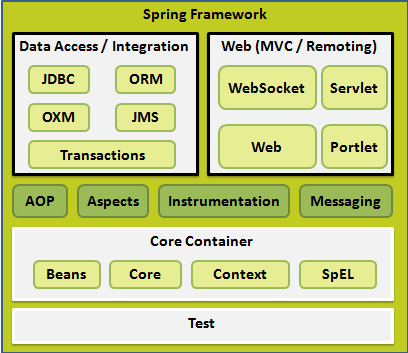 Spring Framework
Data Access / Integration
JDBC
ORM
OXM
JMS
Transactions
Web (MVC / Remoting)
WebSocket
Servlet
Web
Portlet
AOP
Aspects
Instrumentation
Messaging
Core Container
Beans
Core
Context
SpEL
Test